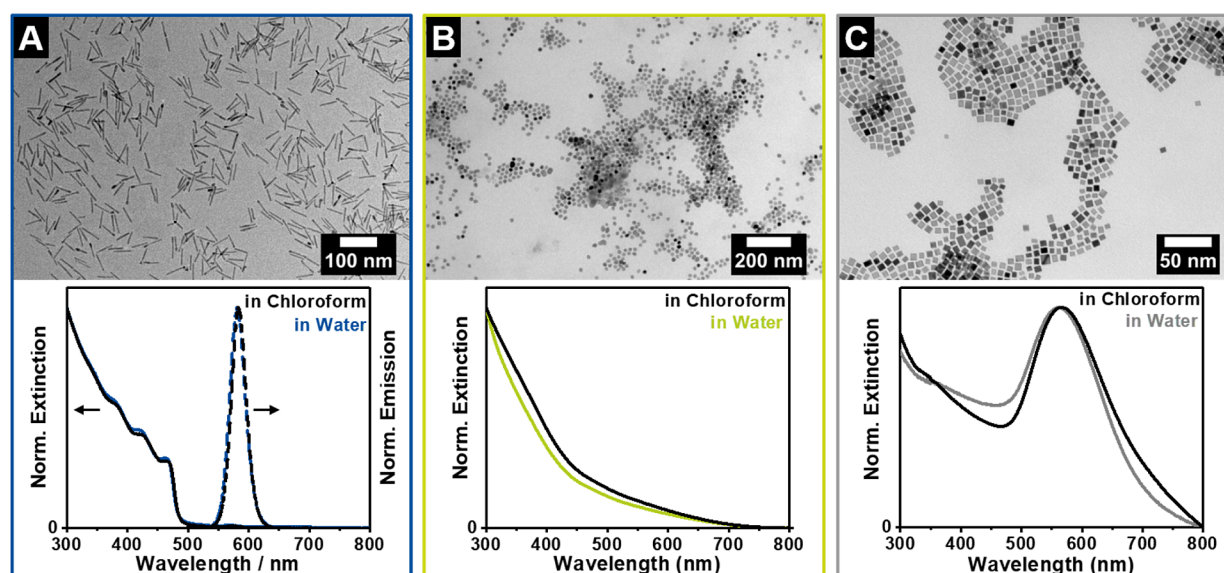 A
100 nm
B
200 nm
C
50 nm
in Chloroform
in Water
Norm. Extinction
Norm. Emission
0
300 400 500 600 700 800
Wavelength / nm
in Chloroform
in Water
Norm. Extinction
0
300 400 500 600 700 800
Wavelength (nm)
in Chloroform
in Water
Norm. Extinction
0
300 400 500 600 700 800
Wavelength (nm)